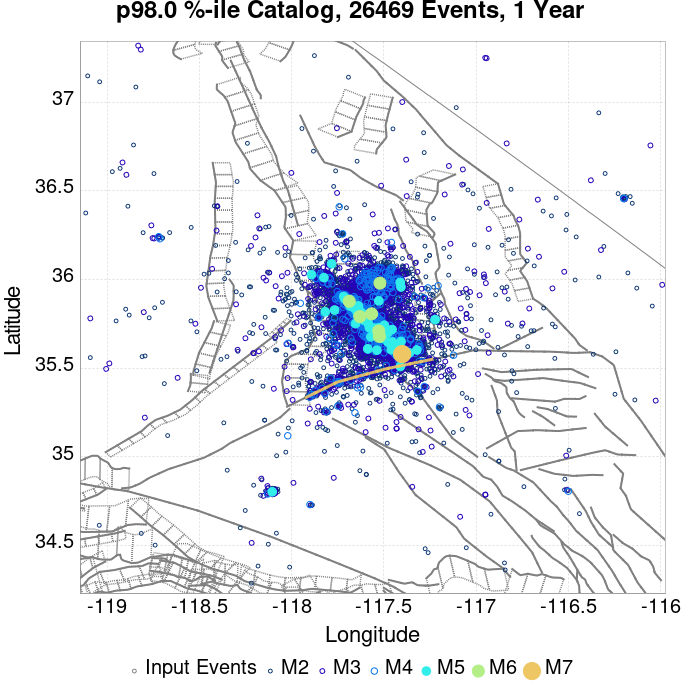 p98.0 %-ile Catalog, 26469 Events, 1 Year
37
36.5
36
35.5
35
34.5
Latitude
-119 -118.5 -118 -117.5 -117 -116.5 -116
Longitude
Input Events M2 M3 M4 M5 M6 M7